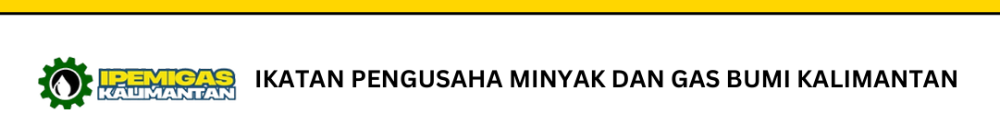 IPEMIGAS
KALIMANTAN
IKATAN PENGUSAHA MINYAK DAN GAS BUMI KALIMANTAN